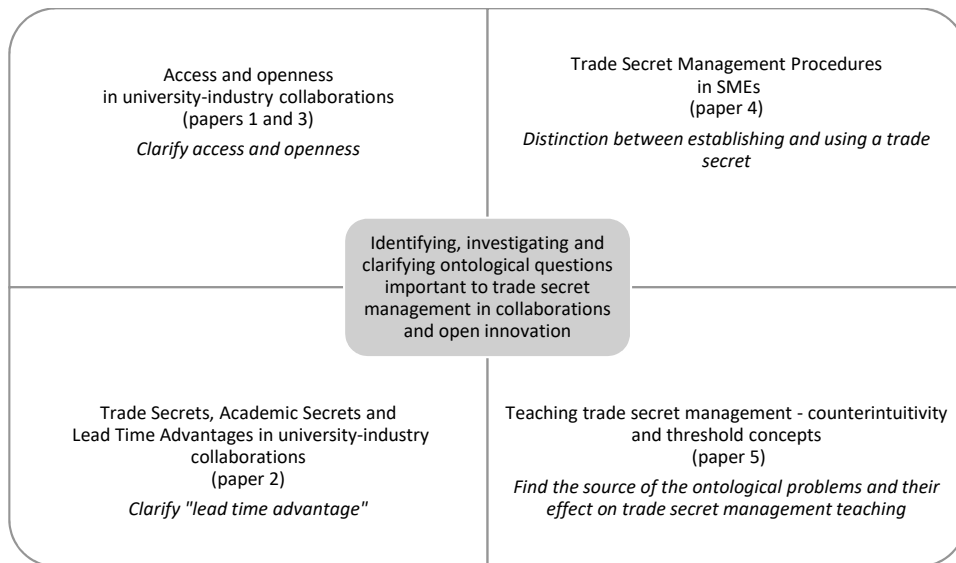 Access and openness
in university-industry collaborations
(papers 1 and 3)
Clarify access and openness
Trade Secret Management Procedures
in SMEs
(paper 4)
Distinction between establishing and using a trade
secret
Identifying, investigating and
clarifying ontological questions
important to trade secret
management in collaborations
and open innovation
Trade Secrets, Academic Secrets and
Lead Time Advantages in university-industry
collaborations
(paper 2)
Clarify "lead time advantage"
Teaching trade secret management - counterintuitivity
and threshold concepts
(paper 5)
Find the source of the ontological problems and their
effect on trade secret management teaching